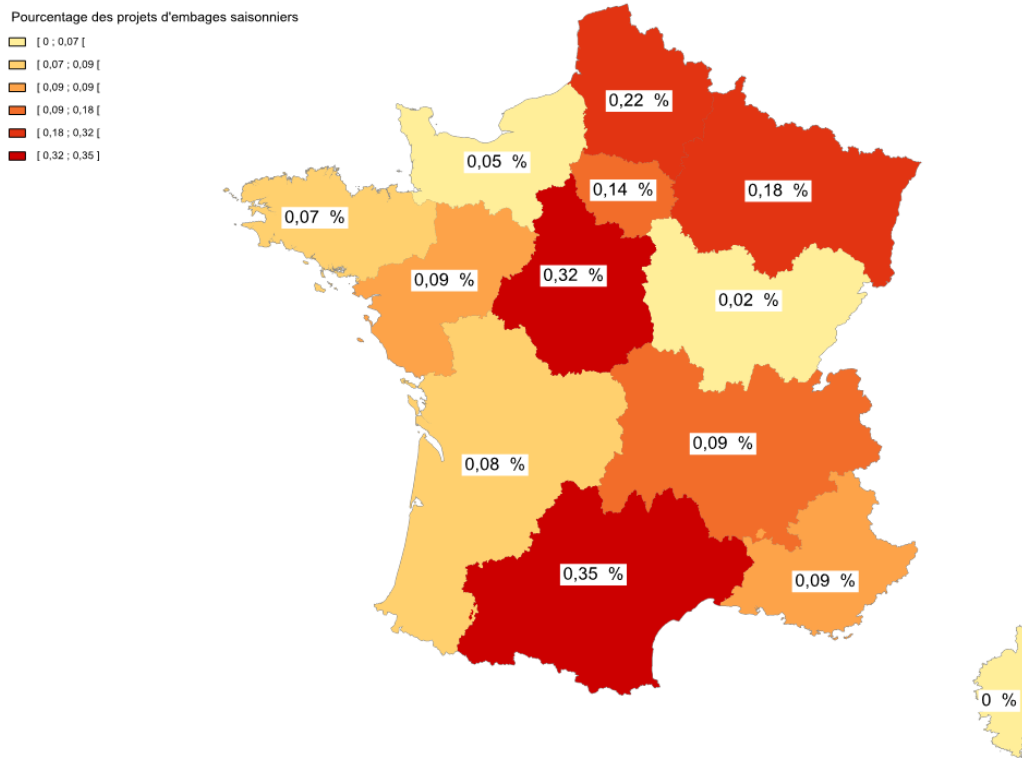 Pourcentage des projets d'embages saisonniers
[ 0 ; 0,07 [
[ 0,07 ; 0,09 [
[ 0,09 ; 0,09 [
[ 0,09 ; 0,18 [
[ 0,18 ; 0,32 [
[ 0,32 ; 0,35 ]
0,22 %
0,05 %
0,14 %
0,18 %
0,07 %
0,09 %
0,32 %
0,02 %
0,09 %
0,08 %
0,35 %
0,09 %
0 %